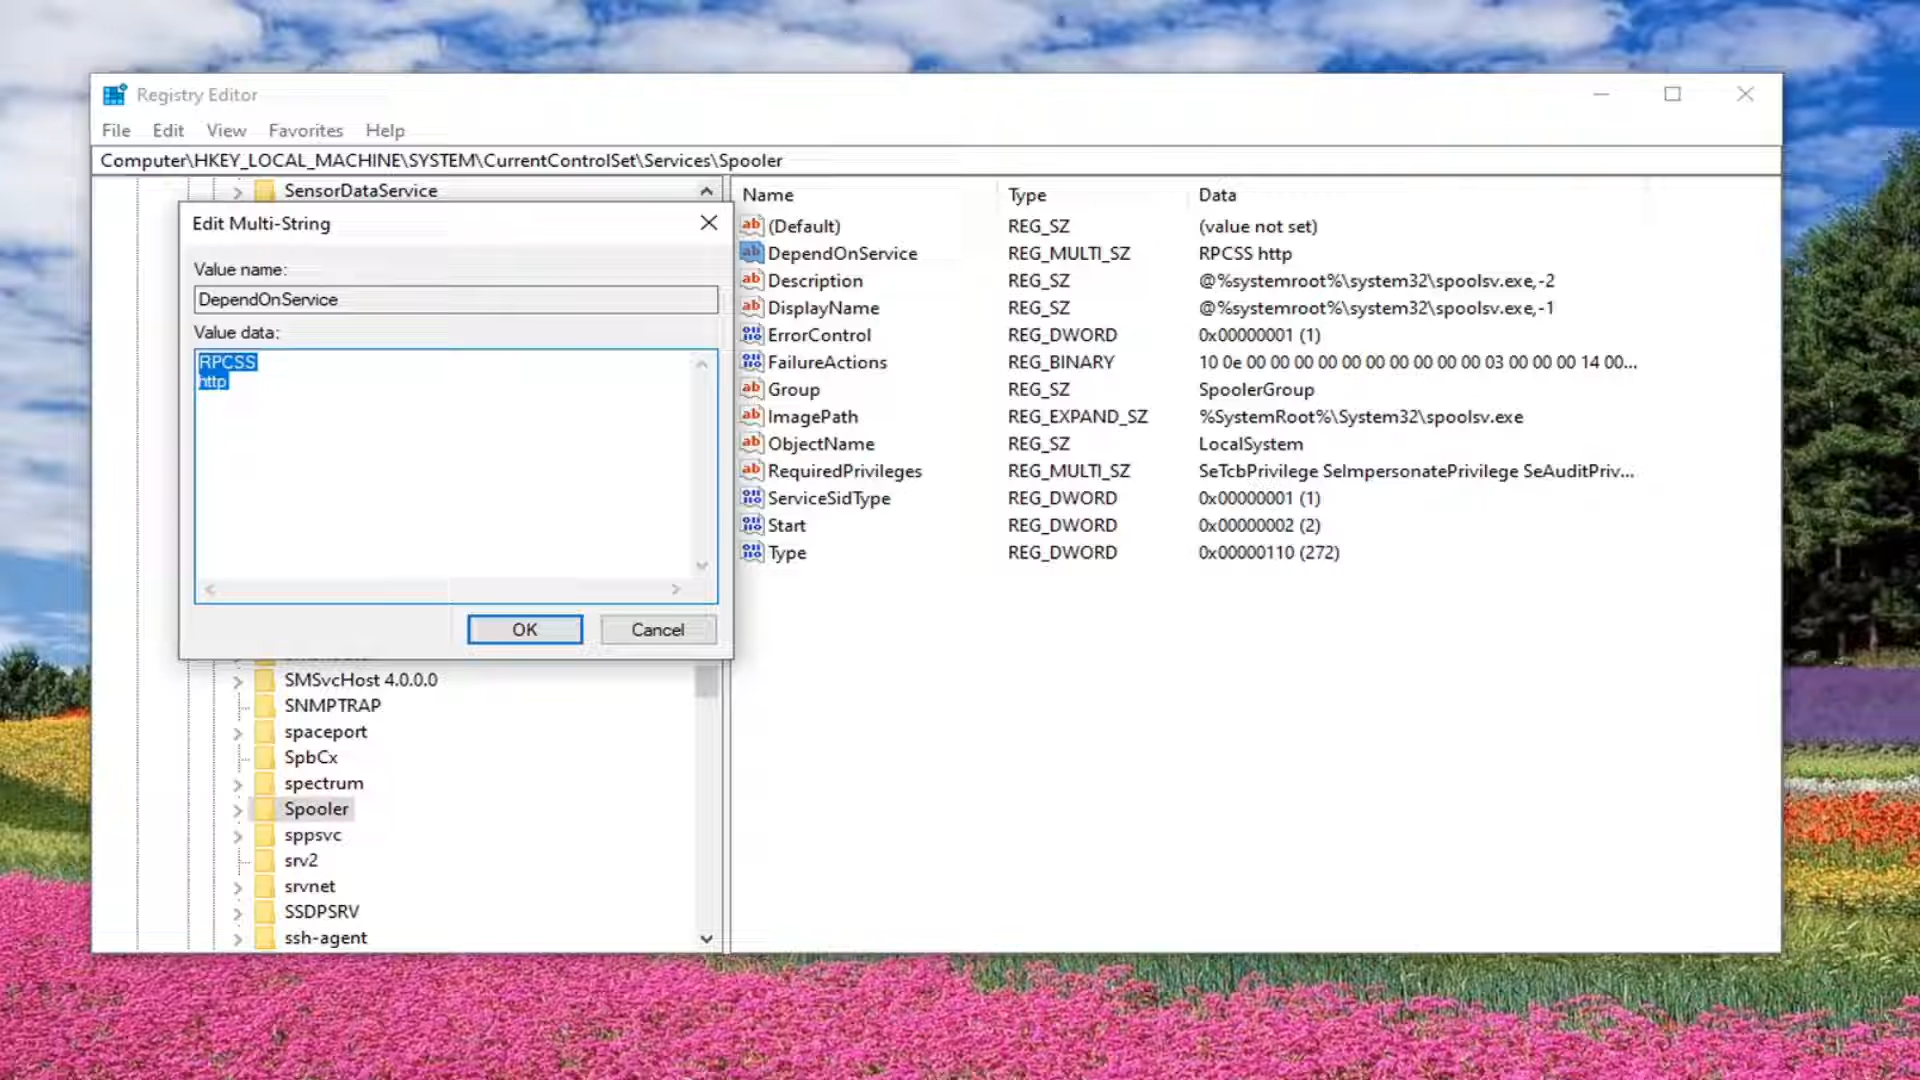 Registry Editor
File Edit View Favorites Help
Computer\HKEY_LOCAL_MACHINE\SYSTEM\CurrentControlSet\Services\Spooler
SensorDataService
Edit Multi-String
Value name:
DependOnService
Value data:
RPCSS
http
OK Cancel
SMSvcHost 4.0.0.0
SNMPTRAP
spaceport
SpbCx
spectrum
Spooler
sppsvc
srv2
srvnet
SSDPSRV
ssh-agent
Name Type Data
(Default) REG_SZ (value not set)
DependOnService REG_MULTI_SZ RPCSS http
Description REG_SZ @%systemroot%\system32\spoolsv.exe,-2
DisplayName REG_SZ @%systemroot%\system32\spoolsv.exe,-1
ErrorControl REG_DWORD 0x00000001 (1)
FailureActions REG_BINARY 10 0e 00 00 00 00 00 00 00 00 00 00 03 00 00 00 14 00...
Group REG_SZ SpoolerGroup
ImagePath REG_EXPAND_SZ %SystemRoot%\System32\spoolsv.exe
ObjectName REG_SZ LocalSystem
RequiredPrivileges REG_MULTI_SZ SeTcbPrivilege SeImpersonatePrivilege SeAuditPriv...
ServiceSidType REG_DWORD 0x00000001 (1)
Start REG_DWORD 0x00000002 (2)
Type REG_DWORD 0x00000110 (272)